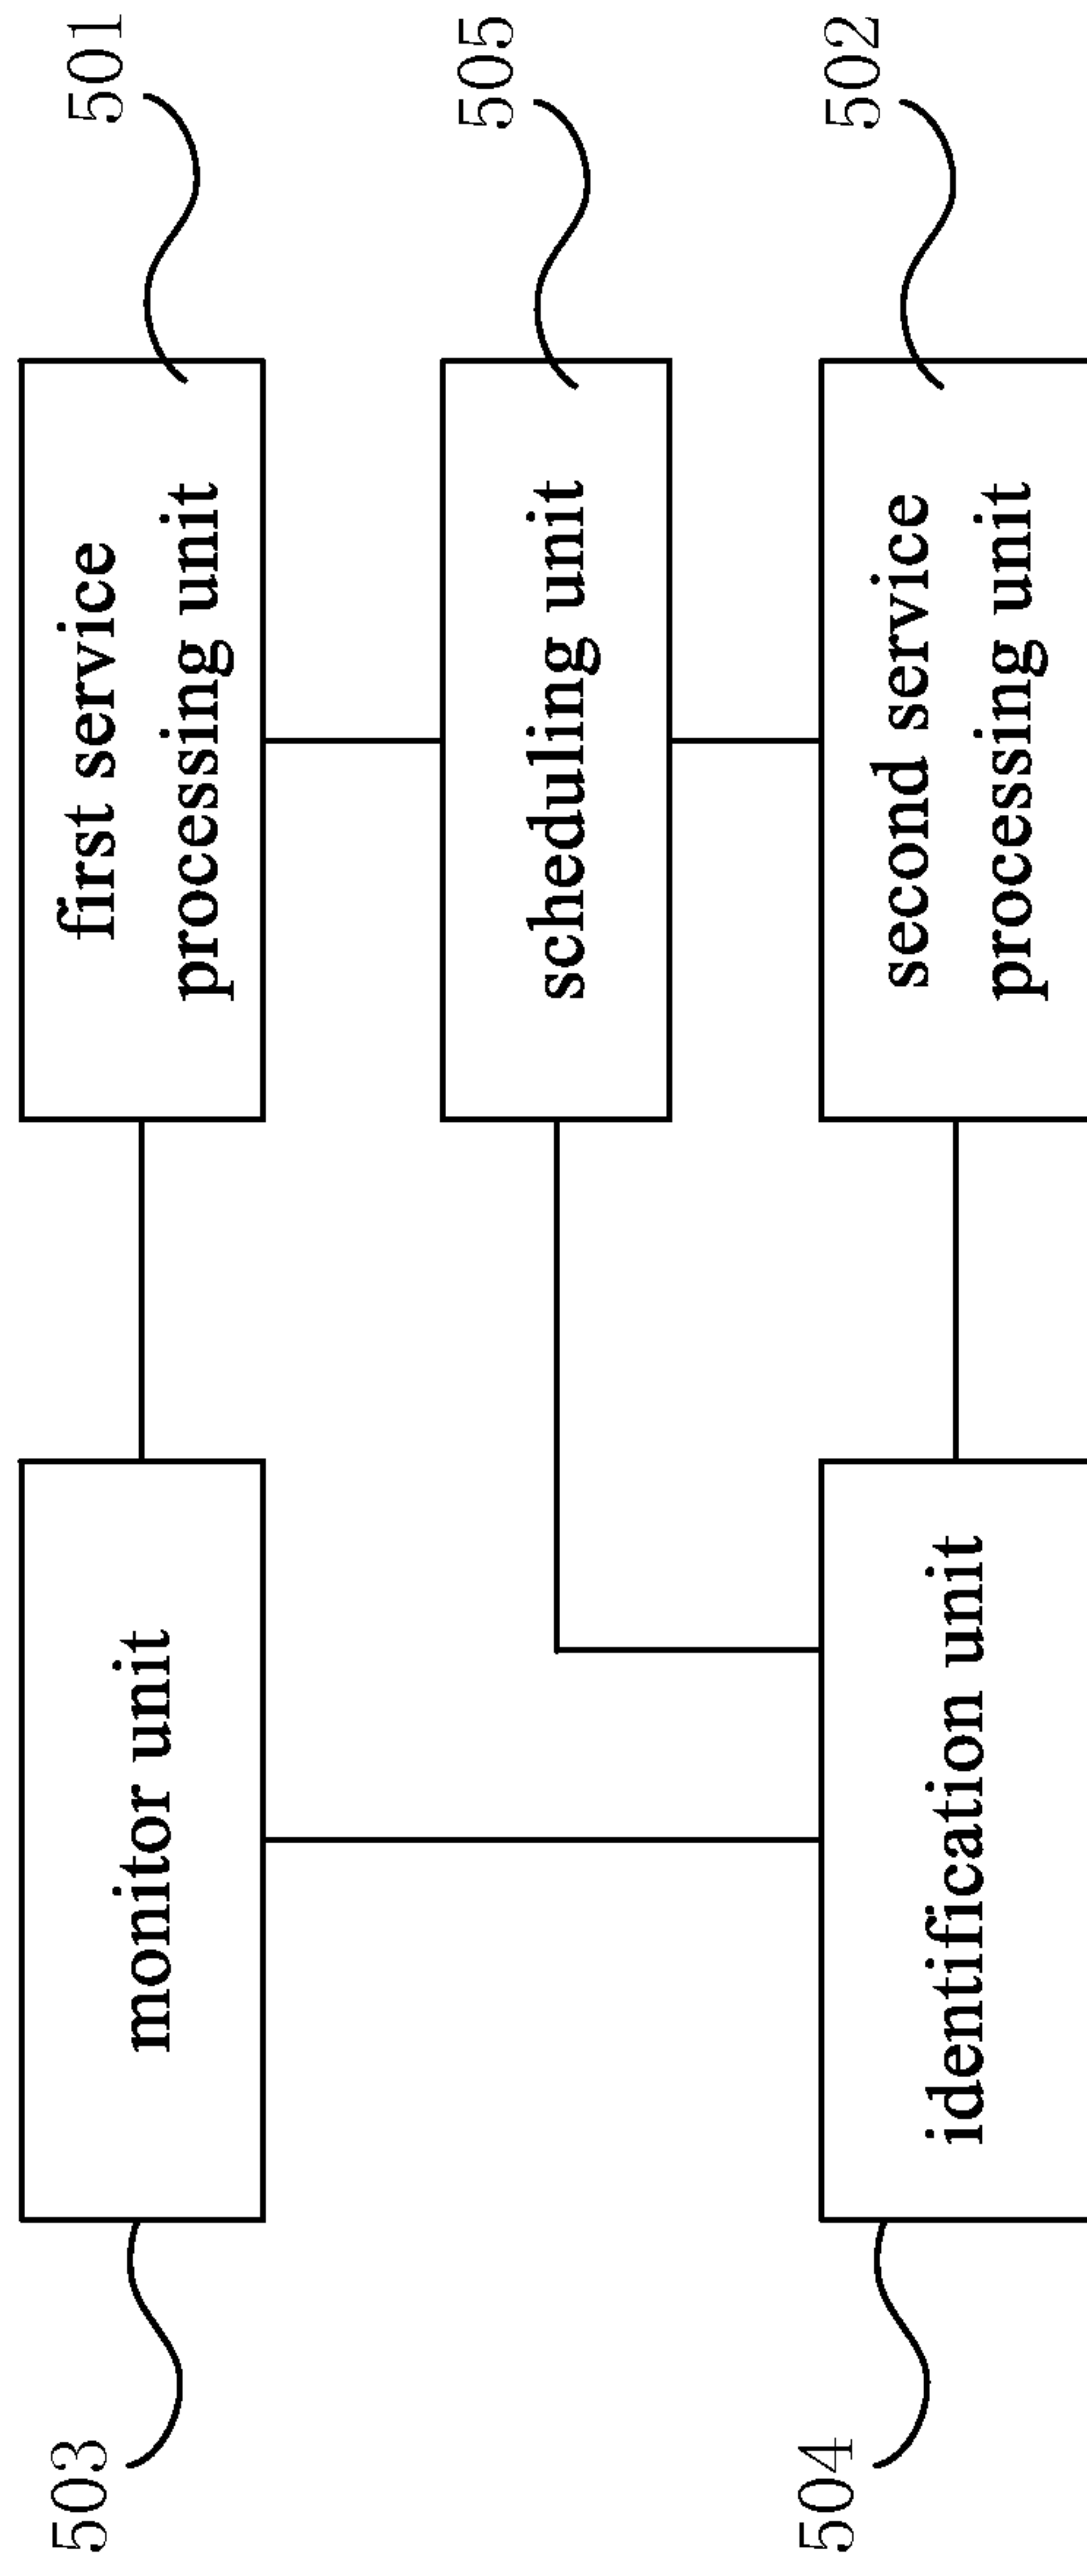 503
monitor unit
first service
processing unit
501
scheduling unit
505
504
identification unit
second service
processing unit
502